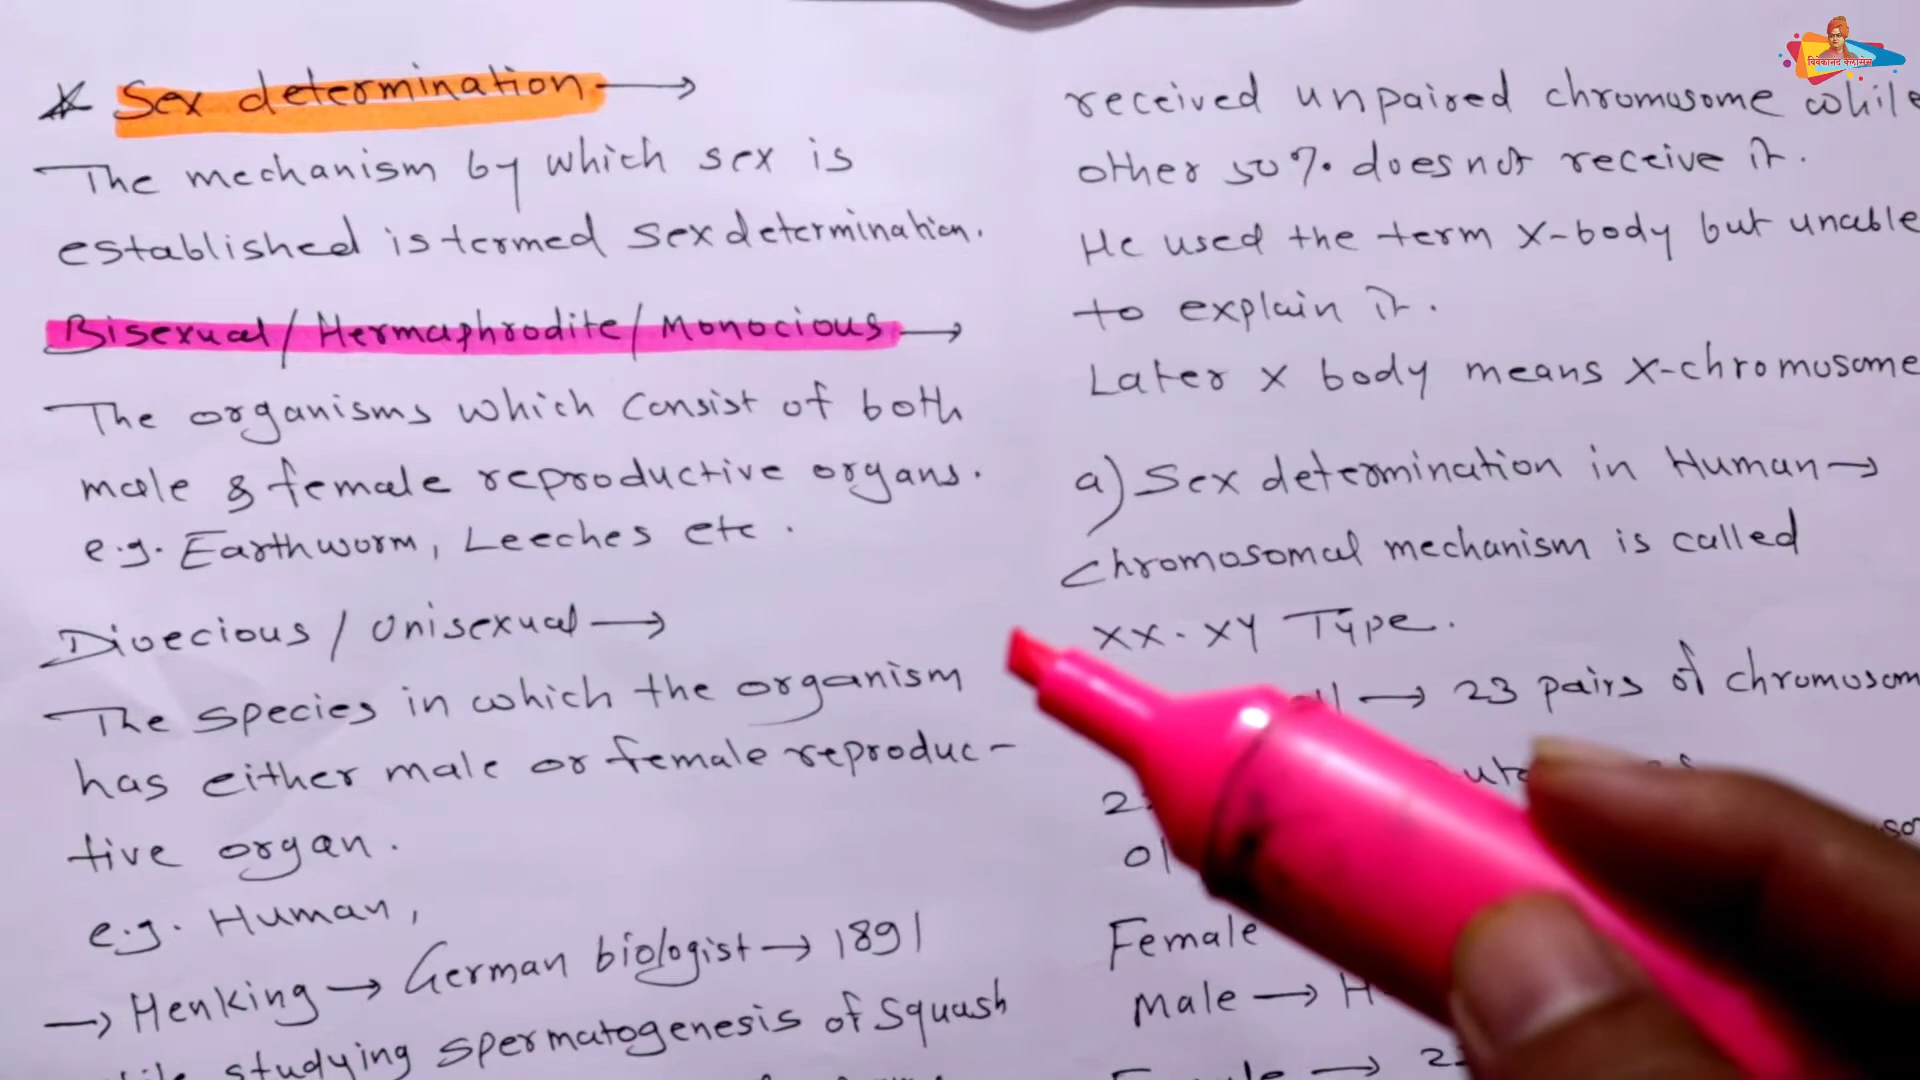 Sex determination →
The mechanism by which sex is
established is termed sex determination.
Bisexual / Hermaphrodite / Monocious →
The organisms which consist of both
male & female reproductive organs.
e.g. Earthworm, Leeches etc.
Dioecious / Unisexual →
The species in which the organism
has either male or female reproduc-
tive organ.
e.g. Human,
→ Henking → German biologist → 1891
studying spermatogenesis of squash
received unpaired chromosome while
other 50% does not receive it.
He used the term X-body but unable
to explain it.
Later X body means X-chromosome
a) Sex determination in Human →
Chromosomal mechanism is called
XX-XY Type.
→ 23 pairs of chromosom
Female
Male → H
→ 2
विवेकानंद क्लासेस